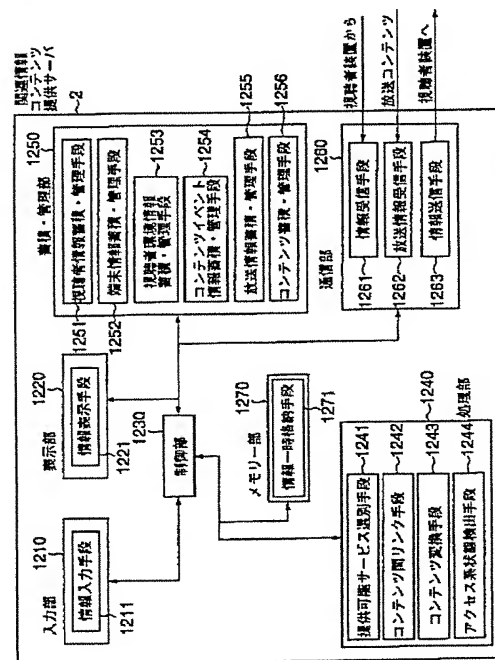 関連情報
コンテンツ
提供サーバ
2
入力部
1210
情報入力手段
1211
表示部
1220
情報表示手段
1221
1230
制御部
蓄積・管理部
1250
視聴者情報蓄積・管理手段
1251
端末情報蓄積・管理手段
1252
視聴者環境情報
蓄積・管理手段
1253
コンテンツイベント
情報蓄積・管理手段
1254
放送情報蓄積・管理手段
1255
コンテンツ蓄積・管理手段
1256
メモリー部
1270
情報一時格納手段
1271
通信部
1260
情報受信手段
1261
放送情報受信手段
1262
情報送信手段
1263
視聴者装置から
放送コンテンツ
視聴者装置へ
1240
処理部
提供可能サービス選別手段
1241
コンテンツ間リンク手段
1242
コンテンツ変換手段
1243
アクセス系状態検出手段
1244